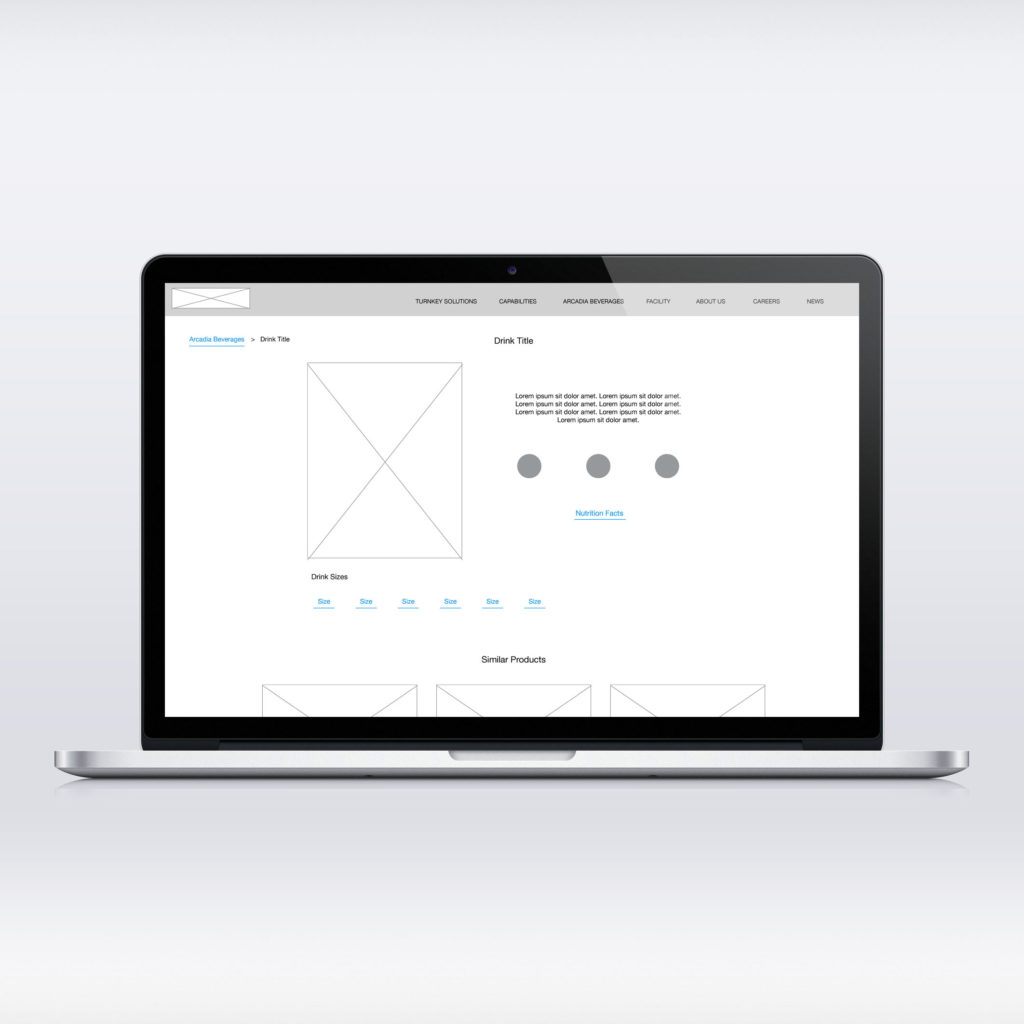 TURNKEY SOLUTIONS CAPABILITIES ARCADIA BEVERAGES FACILITY ABOUT US CAREERS NEWS
Arcadia Beverages > Drink Title
Drink Title
Lorem ipsum sit dolor amet. Lorem ipsum sit dolor amet.
Lorem ipsum sit dolor amet. Lorem ipsum sit dolor amet.
Lorem ipsum sit dolor amet. Lorem ipsum sit dolor amet.
Lorem ipsum sit dolor amet.
Nutrition Facts
Drink Sizes
Size Size Size Size Size Size
Similar Products